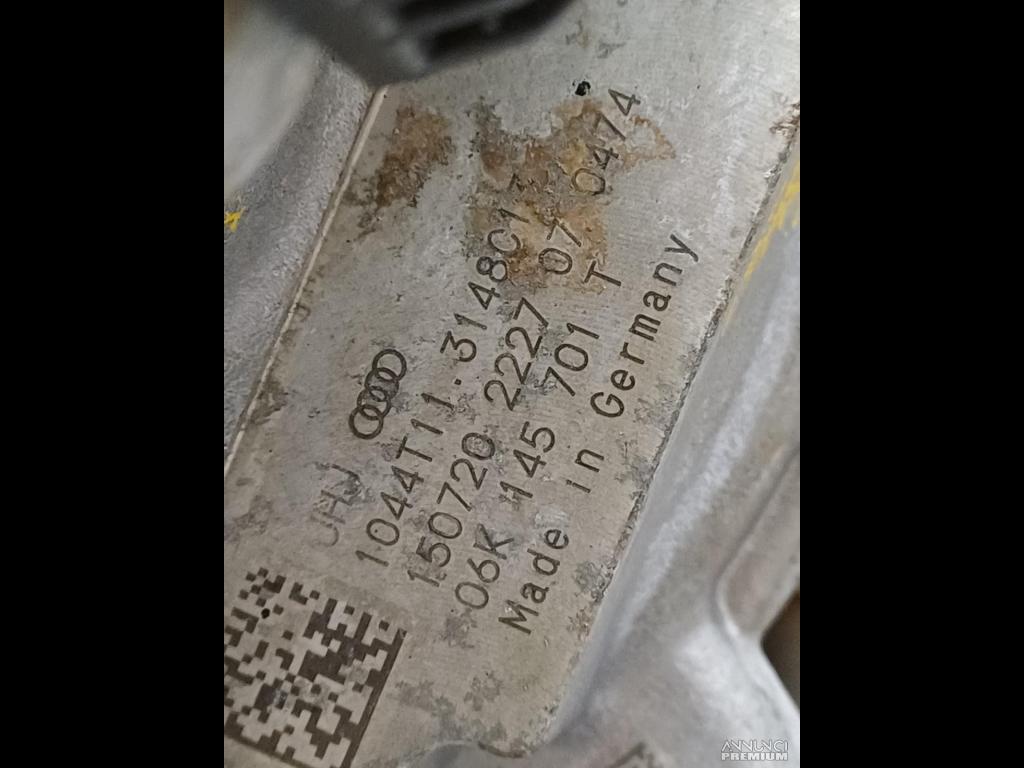 JHJ
1044T11.3148C1
150720 2227 07 0474
06K 145 701 T
Made in Germany
ANNUNCI
PREMIUM